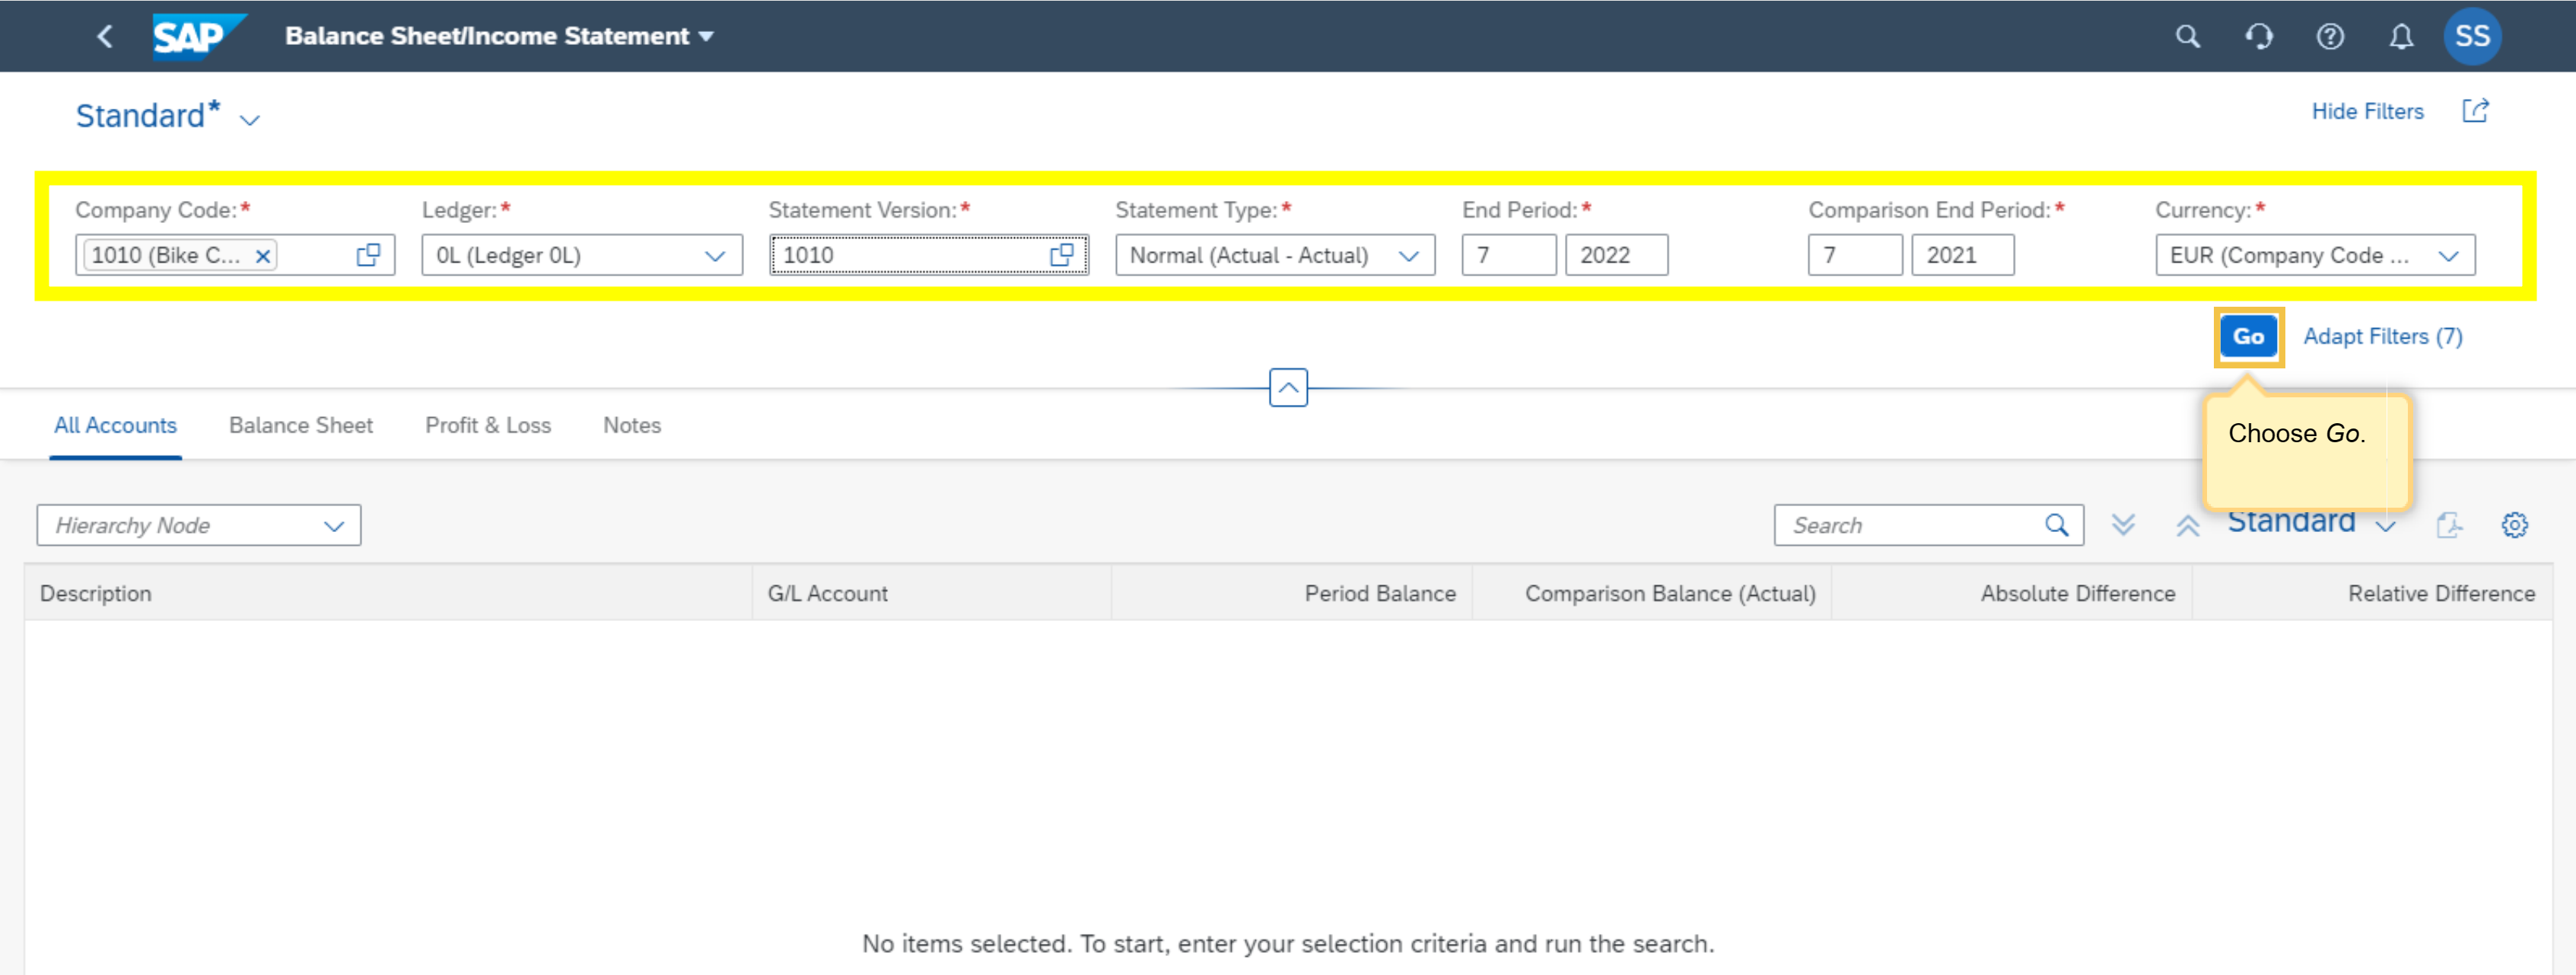 SAP Balance Sheet/Income Statement SS
Standard* Hide Filters
Company Code:* Ledger:* Statement Version:* Statement Type:* End Period:* Comparison End Period:* Currency:*
1010 (Bike C... 0L (Ledger 0L) 1010 Normal (Actual - Actual) 7 2022 7 2021 EUR (Company Code ...
Go Adapt Filters (7)
All Accounts Balance Sheet Profit & Loss Notes
Choose Go.
Hierarchy Node Search Standard
Description G/L Account Period Balance Comparison Balance (Actual) Absolute Difference Relative Difference
No items selected. To start, enter your selection criteria and run the search.